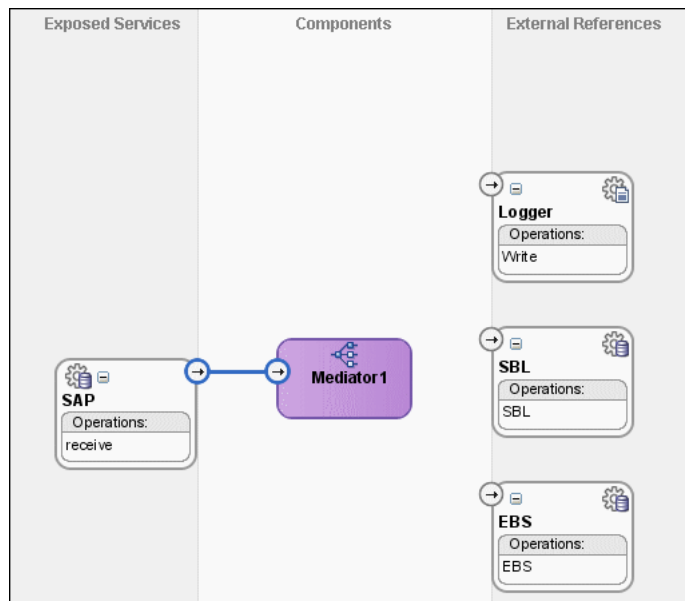 Exposed Services
Components
External References
Logger
Operations:
Write
SAP
Operations:
receive
Mediator1
SBL
Operations:
SBL
EBS
Operations:
EBS